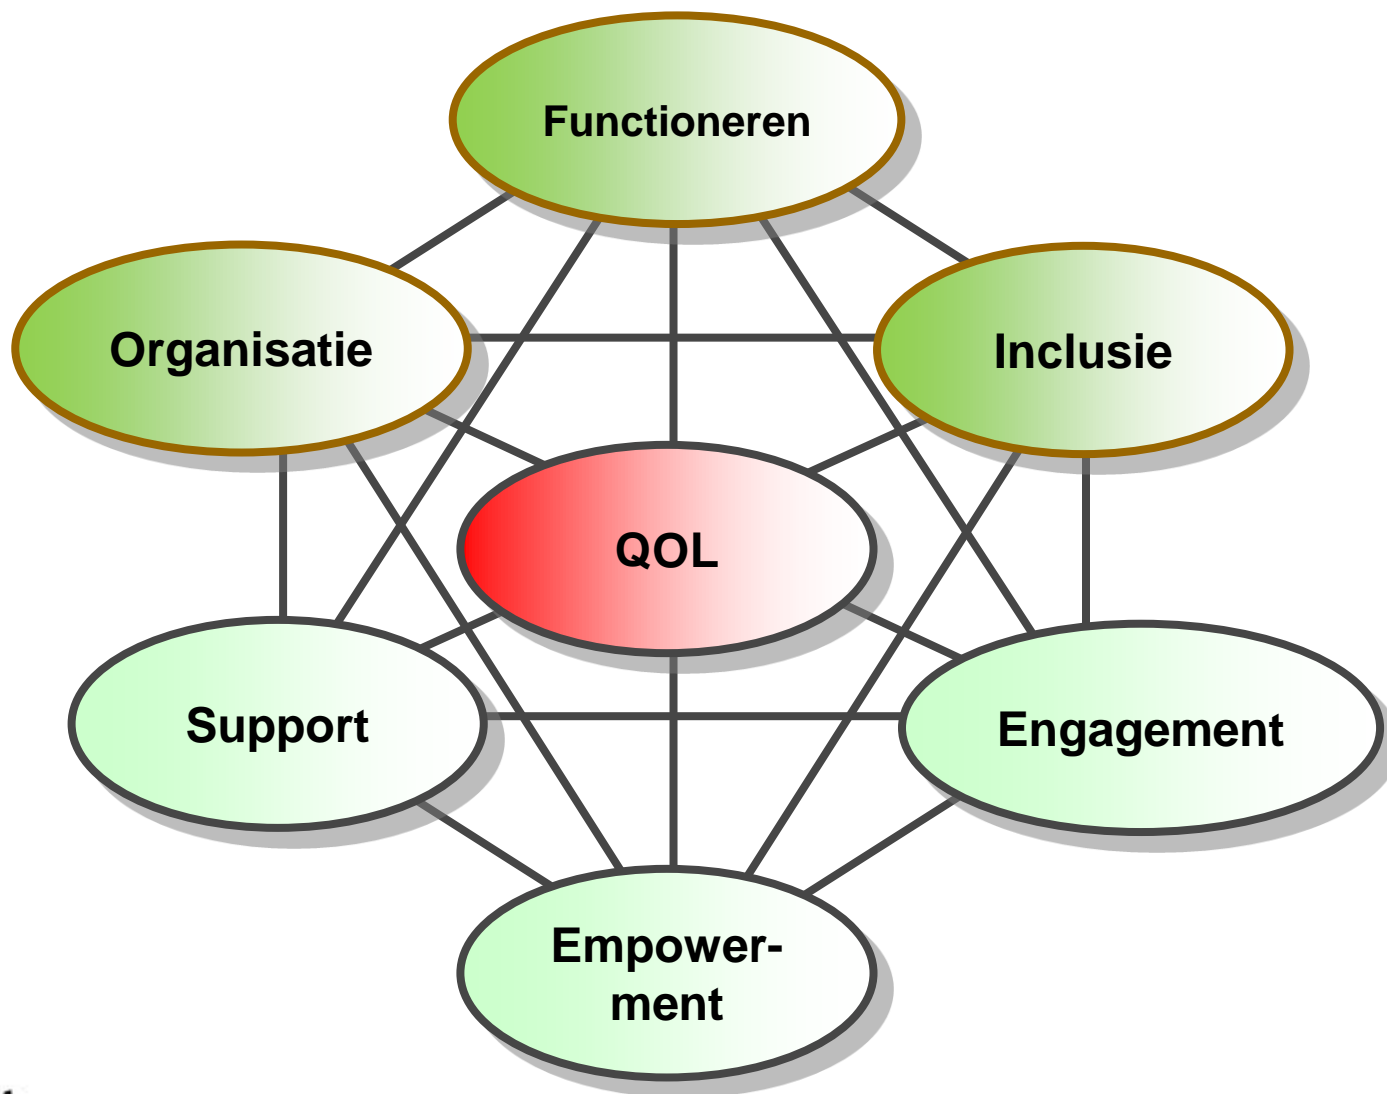 Functioneren
Organisatie
Inclusie
QOL
Support
Engagement
Empower-
ment